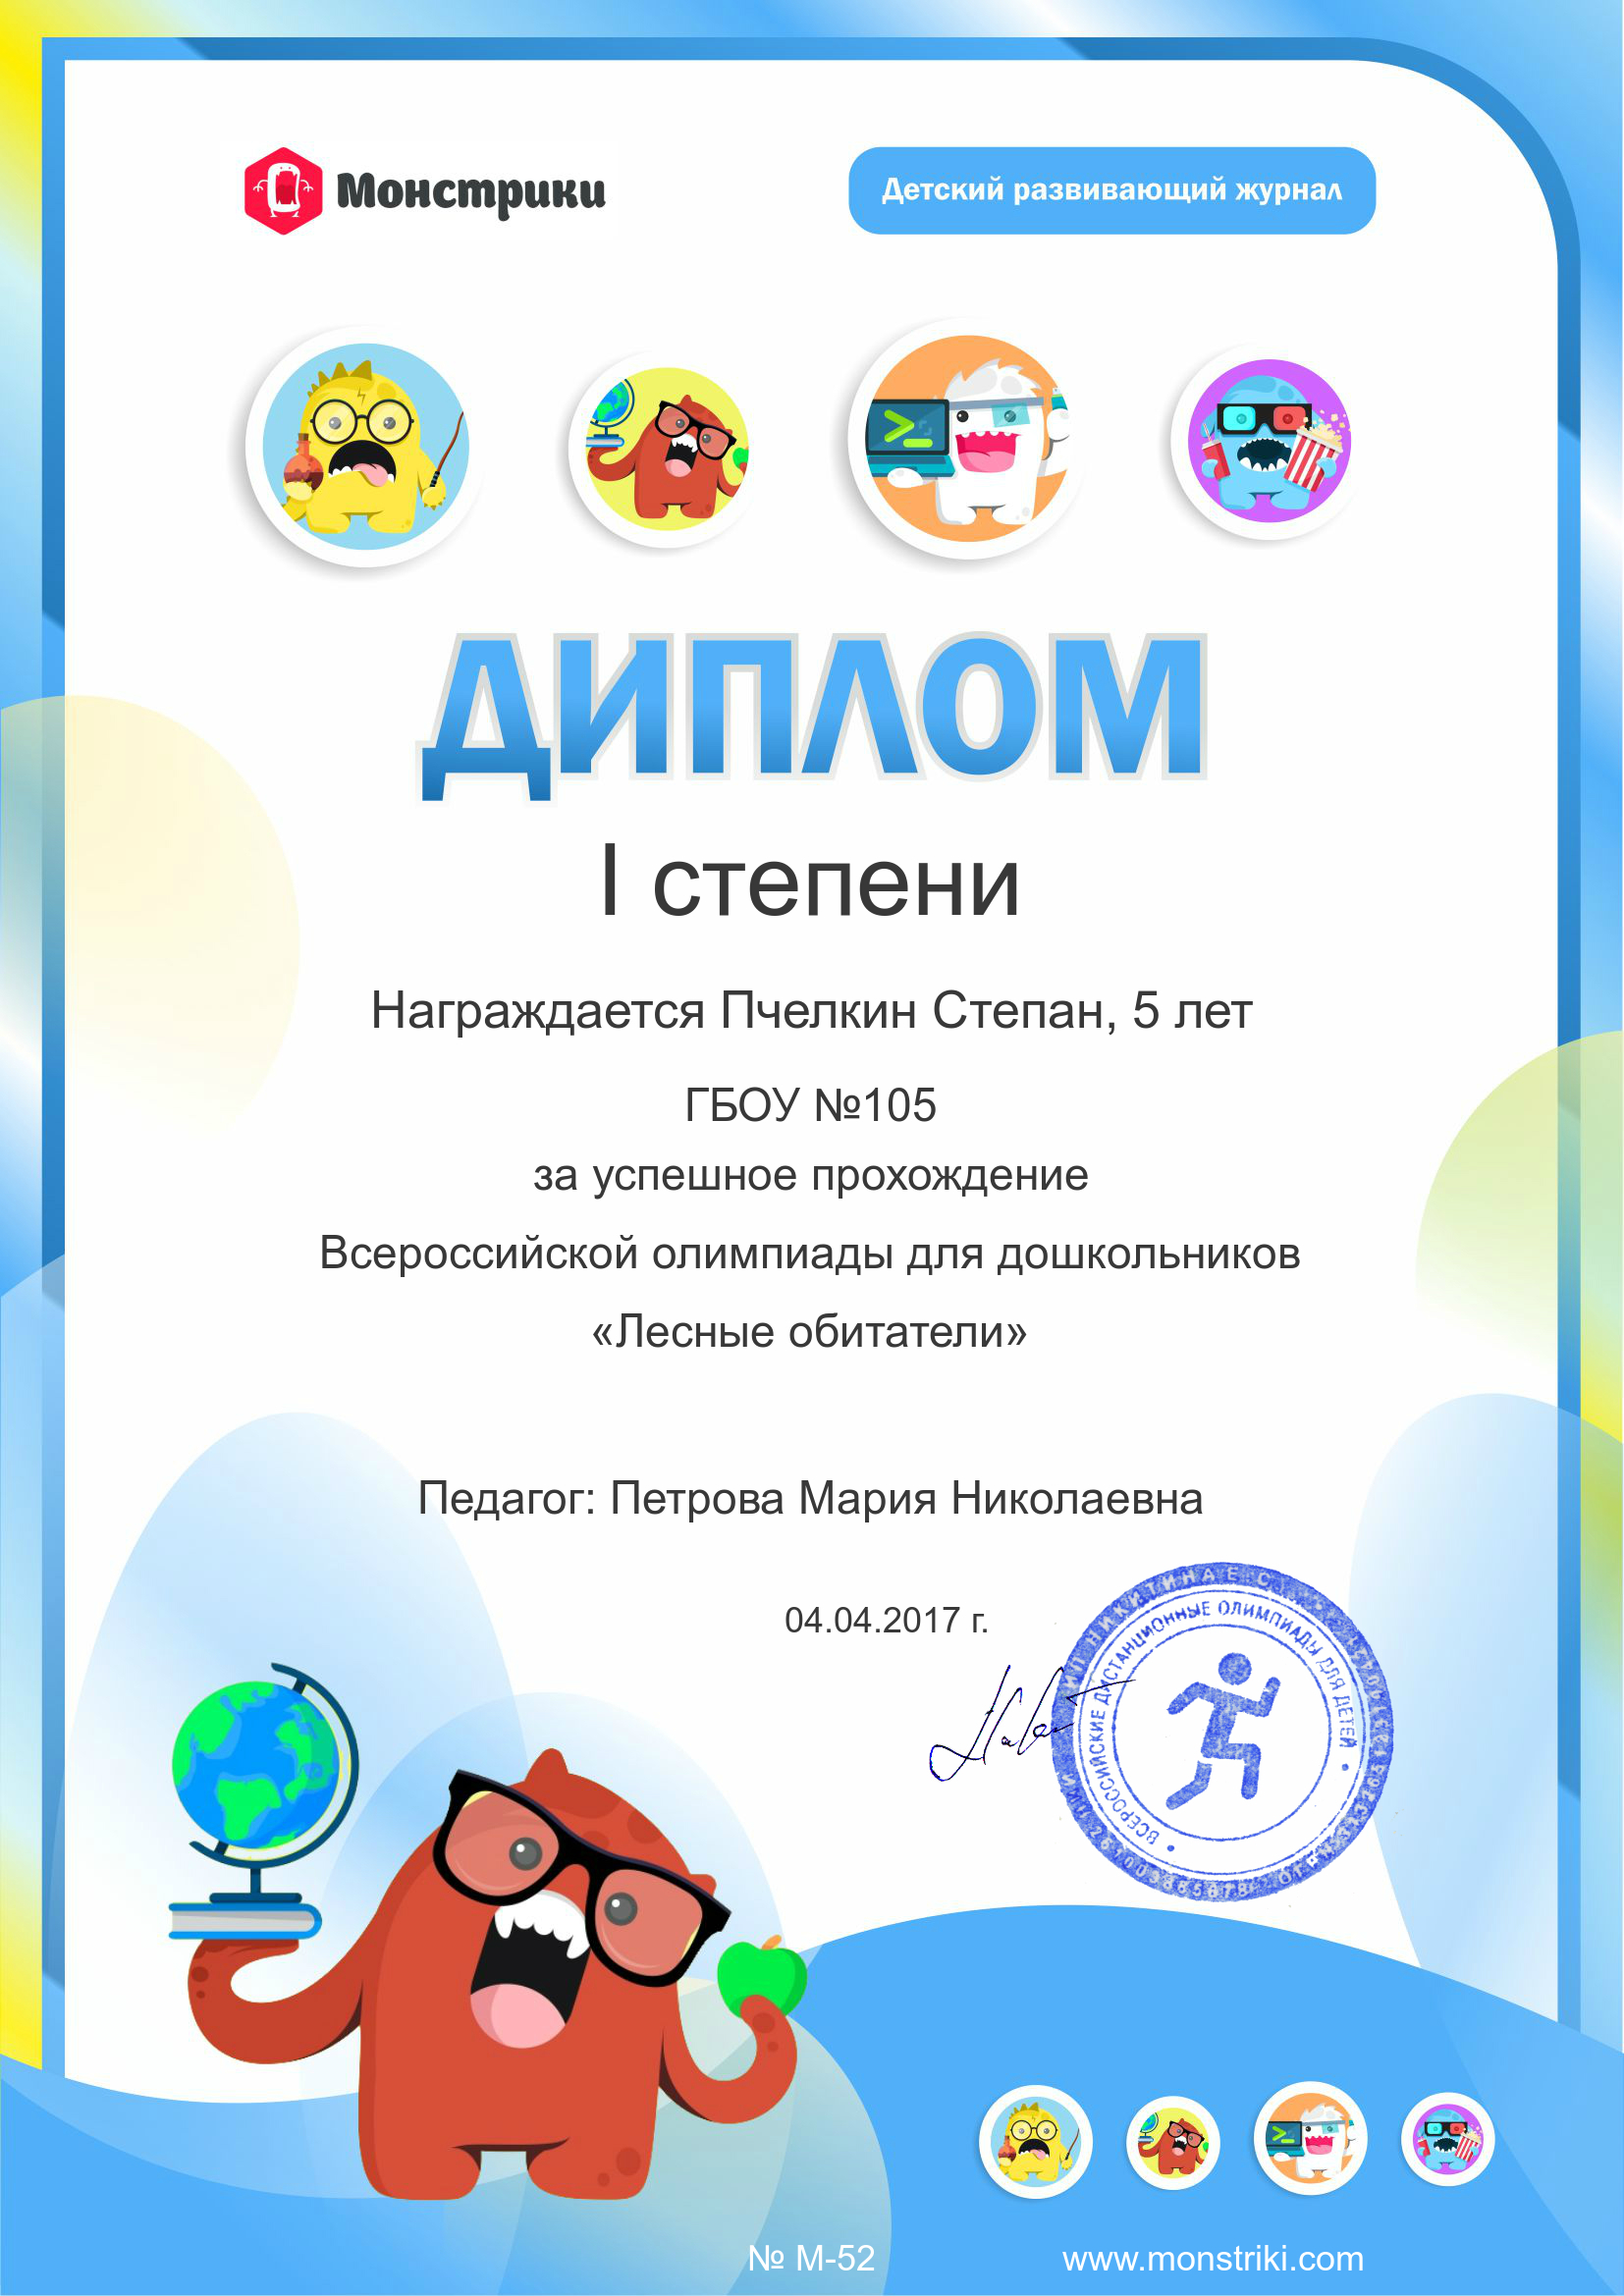 Монстрики
Детский развивающий журнал
ДИПЛОМ
I степени
Награждается Пчелкин Степан, 5 лет
ГБОУ №105
за успешное прохождение
Всероссийской олимпиады для дошкольников
«Лесные обитатели»
Педагог: Петрова Мария Николаевна
04.04.2017 г.
ИП НИКИТИНА Е С
ВСЕРОССИЙСКИЕ ДИСТАНЦИОННЫЕ ОЛИМПИАДЫ ДЛЯ ДЕТЕЙ
№ М-52
www.monstriki.com